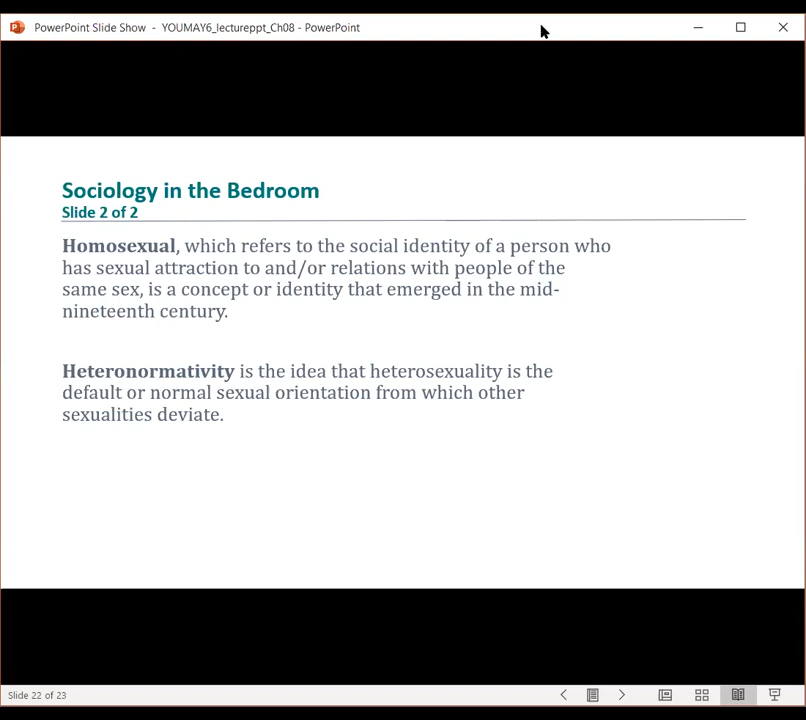 PowerPoint Slide Show - YOUMAY6_lectureppt_Ch08 - PowerPoint
Sociology in the Bedroom
Slide 2 of 2
Homosexual, which refers to the social identity of a person who
has sexual attraction to and/or relations with people of the
same sex, is a concept or identity that emerged in the mid-
nineteenth century.
Heteronormativity is the idea that heterosexuality is the
default or normal sexual orientation from which other
sexualities deviate.
Slide 22 of 23